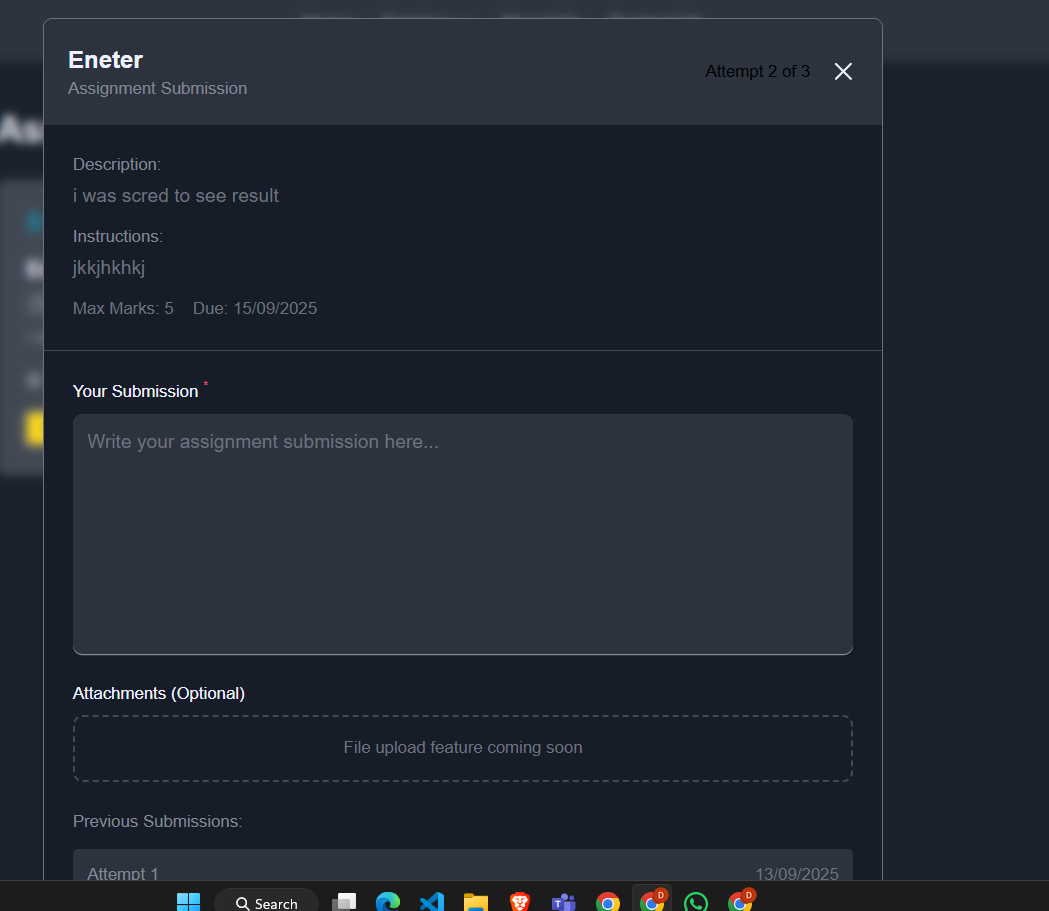 Eneter
Assignment Submission
Attempt 2 of 3
Description:
i was scred to see result
Instructions:
jkkjhkhkj
Max Marks: 5 Due: 15/09/2025
Your Submission *
Write your assignment submission here...
Attachments (Optional)
File upload feature coming soon
Previous Submissions:
Attempt 1 13/09/2025
Search